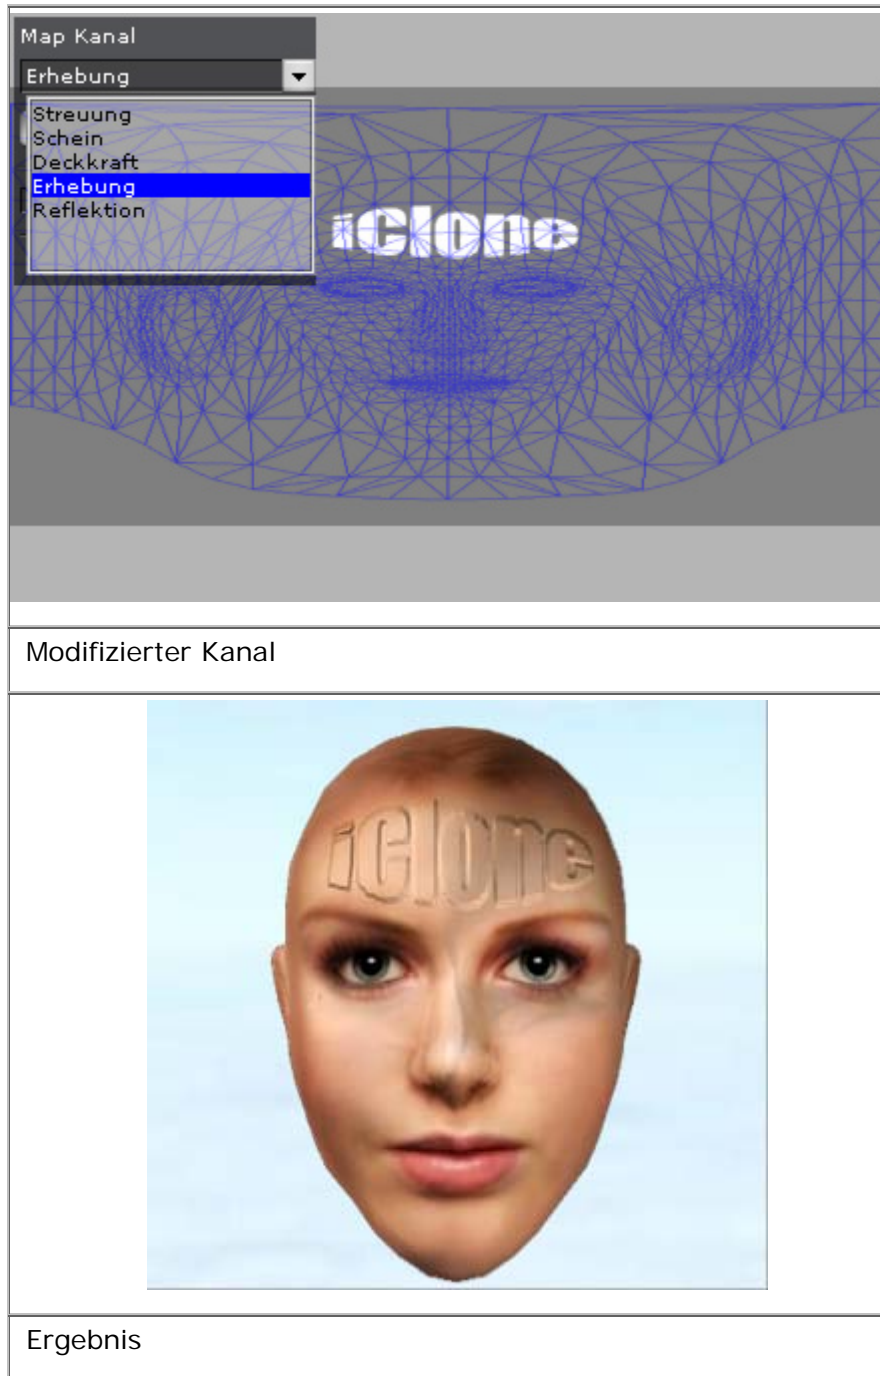 Map Kanal
Erhebung
Streuung
Schein
Deckkraft
Erhebung
Reflektion
iClone
Modifizierter Kanal
iClone
Ergebnis